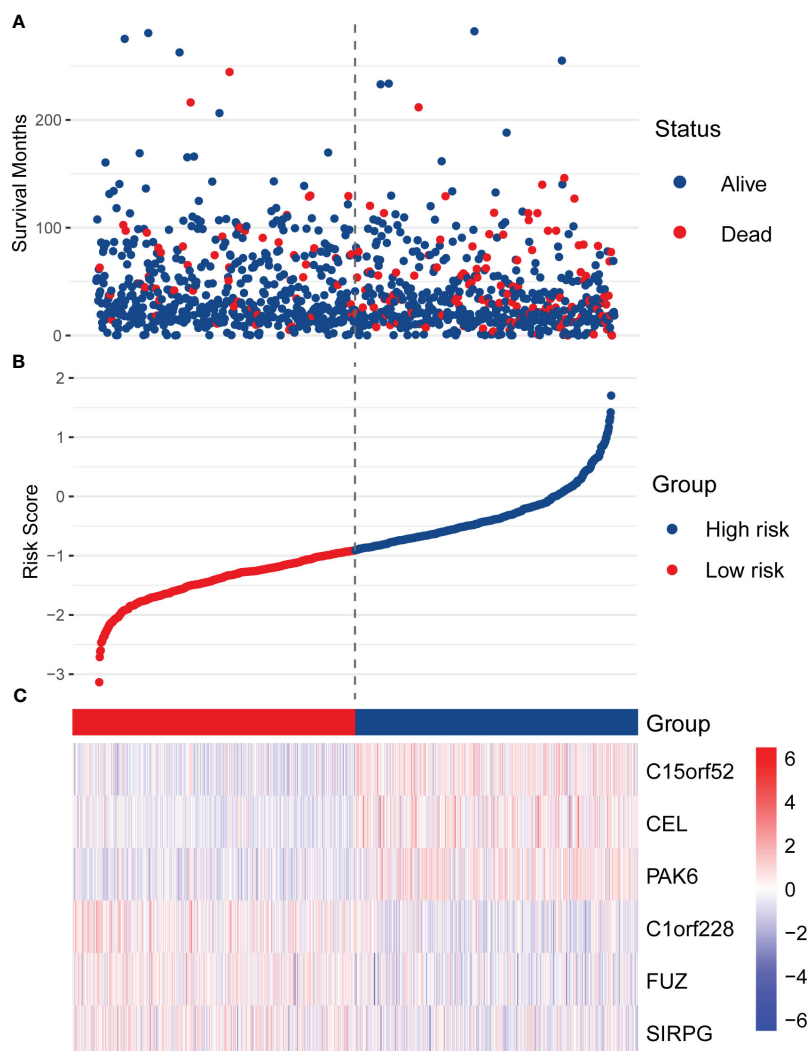 A
Survival Months
200
100
0
Status
Alive
Dead
B
Risk Score
2
1
0
−1
−2
−3
Group
High risk
Low risk
C
Group
C15orf52
CEL
PAK6
C1orf228
FUZ
SIRPG
6
4
2
0
−2
−4
−6